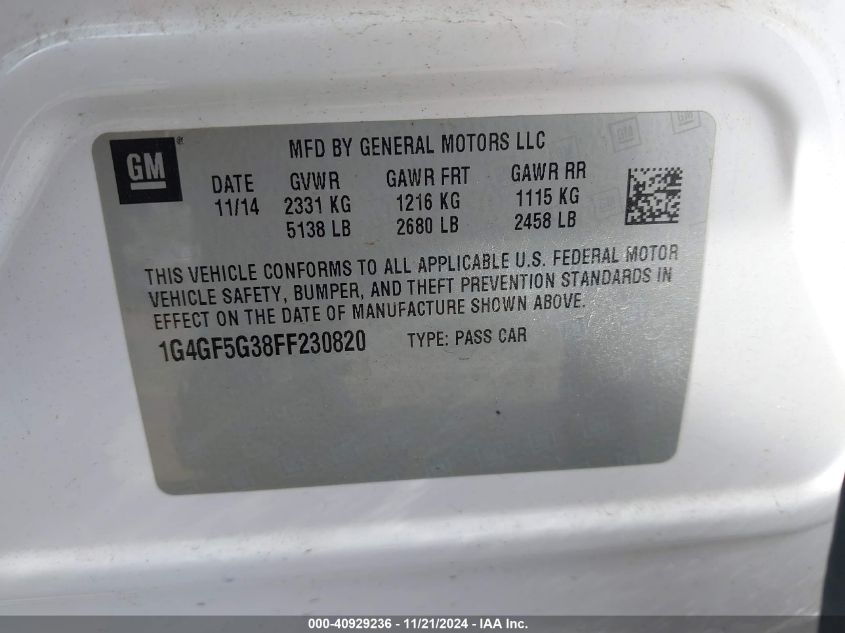 GM
MFD BY GENERAL MOTORS LLC
DATE GVWR GAWR FRT GAWR RR
11/14 2331 KG 1216 KG 1115 KG
5138 LB 2680 LB 2458 LB
THIS VEHICLE CONFORMS TO ALL APPLICABLE U.S. FEDERAL MOTOR
VEHICLE SAFETY, BUMPER, AND THEFT PREVENTION STANDARDS IN
EFFECT ON THE DATE OF MANUFACTURE SHOWN ABOVE.
1G4GF5G38FF230820 TYPE: PASS CAR
000-40929236 - 11/21/2024 - IAA Inc.